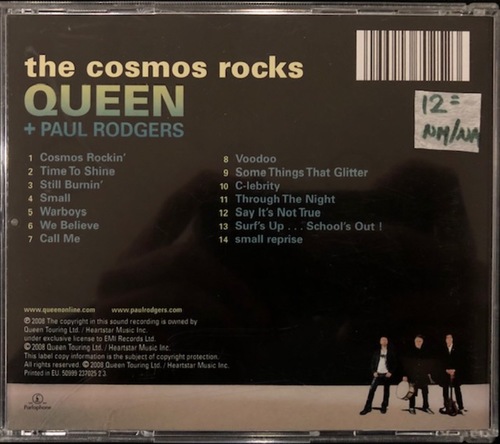 the cosmos rocks
QUEEN
+ PAUL RODGERS
12=
NM/NM
1 Cosmos Rockin'
2 Time To Shine
3 Still Burnin'
4 Small
5 Warboys
6 We Believe
7 Call Me
8 Voodoo
9 Some Things That Glitter
10 C-lebrity
11 Through The Night
12 Say It's Not True
13 Surf's Up . . . School's Out !
14 small reprise
www.queenonline.com www.paulrodgers.com
℗ 2008 The copyright in this sound recording is owned by
Queen Touring Ltd. / Heartstar Music Inc.
under exclusive license to EMI Records Ltd.
© 2008 Queen Touring Ltd. / Heartstar Music Inc.
This label copy information is the subject of copyright protection.
All rights reserved. © 2008 Queen Touring Ltd. / Heartstar Music Inc.
Printed in EU. 50999 237025 2 3.
Parlophone